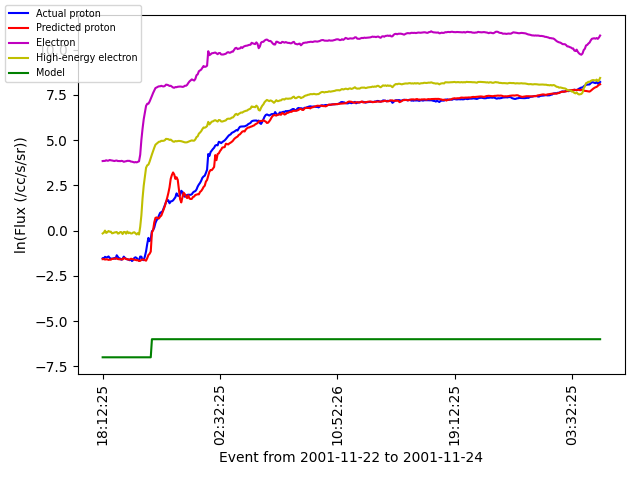 Actual proton
Predicted proton
Electron
High-energy electron
Model
10.0
7.5
5.0
2.5
0.0
−2.5
−5.0
−7.5
ln(Flux (/cc/s/sr))
18:12:25
02:32:25
10:52:26
19:12:25
03:32:25
Event from 2001-11-22 to 2001-11-24